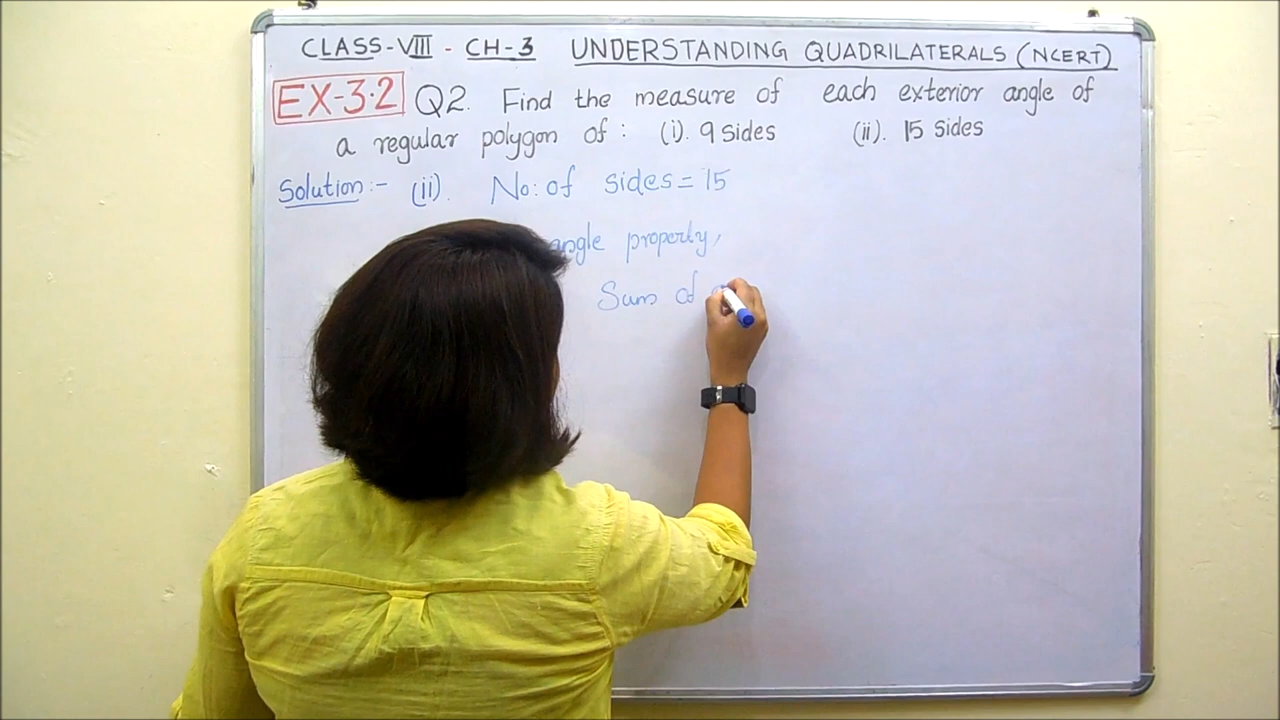 CLASS-VIII - CH-3 UNDERSTANDING QUADRILATERALS (NCERT)
EX-3.2 Q2. Find the measure of each exterior angle of
a regular polygon of : (i). 9 sides (ii). 15 sides
Solution:- (ii). No: of sides = 15
angle property,
Sum of